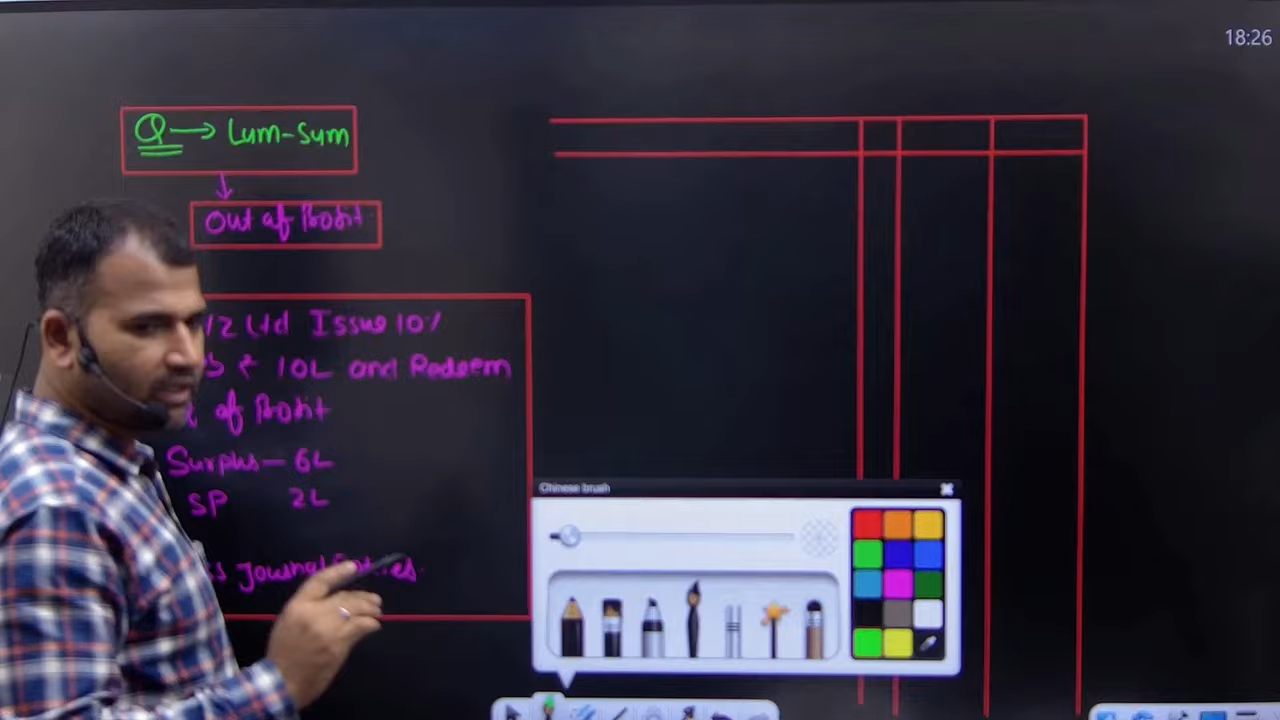 18:26
Q → Lum-Sum
Out of Profit
Ltd Issue 10%
₹ 10L and Redeem
of Profit
Surplus – 6L
SP 2L
Journal
Chinese brush